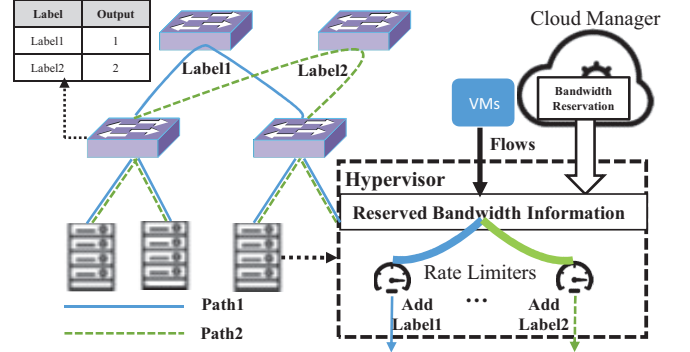 Label Output
Label1 1
Label2 2
Label1
Label2
Cloud Manager
Bandwidth
Reservation
VMs
Flows
Hypervisor
Reserved Bandwidth Information
Rate Limiters
Add
Label1
...
Add
Label2
Path1
Path2